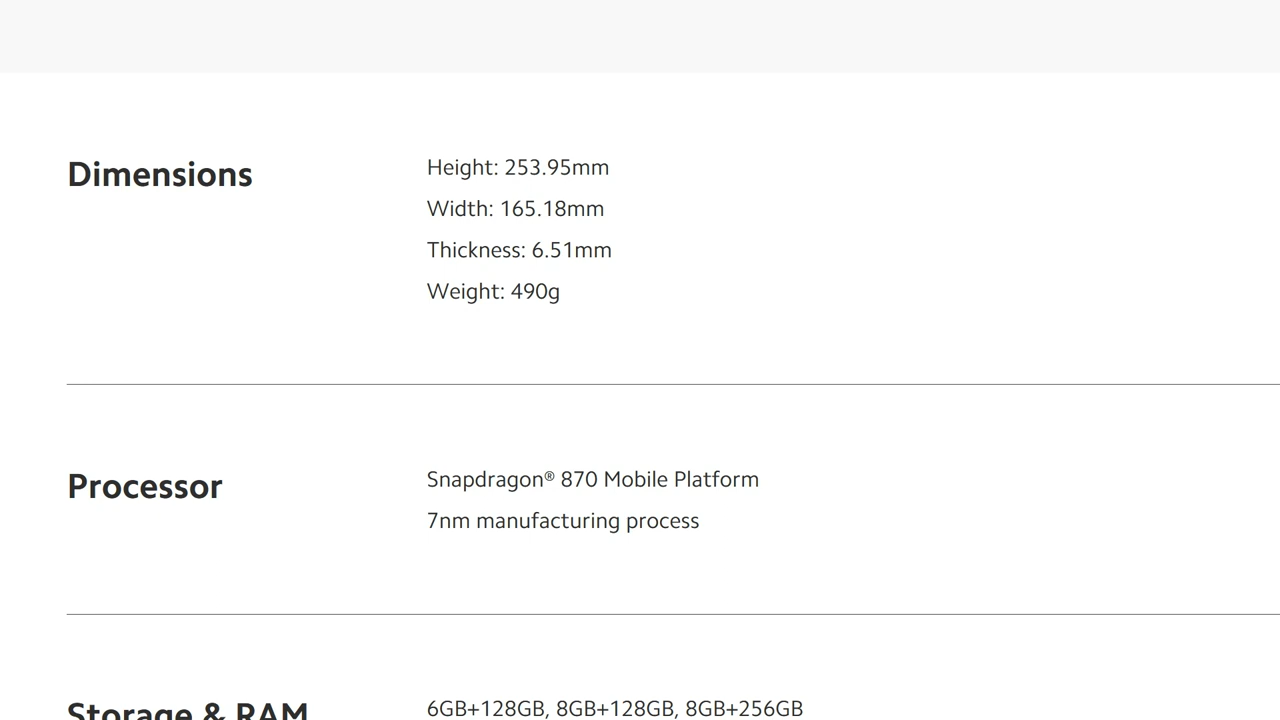 Dimensions
Height: 253.95mm
Width: 165.18mm
Thickness: 6.51mm
Weight: 490g
Processor
Snapdragon® 870 Mobile Platform
7nm manufacturing process
Storage & RAM
6GB+128GB, 8GB+128GB, 8GB+256GB